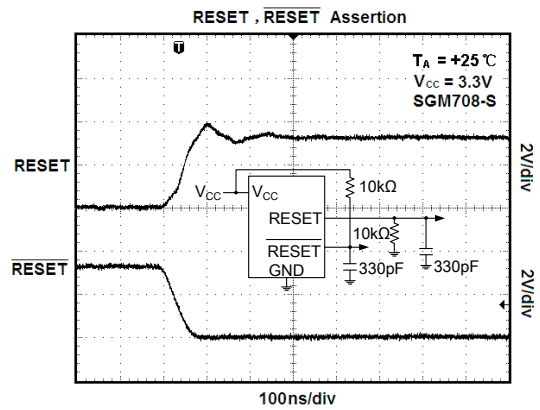 RESET , RESET Assertion
T
TA = +25 ℃
VCC = 3.3V
SGM708-S
RESET
2V/div
VCC
VCC
10kΩ
RESET
10kΩ
RESET
RESET
GND
330pF
330pF
2V/div
100ns/div